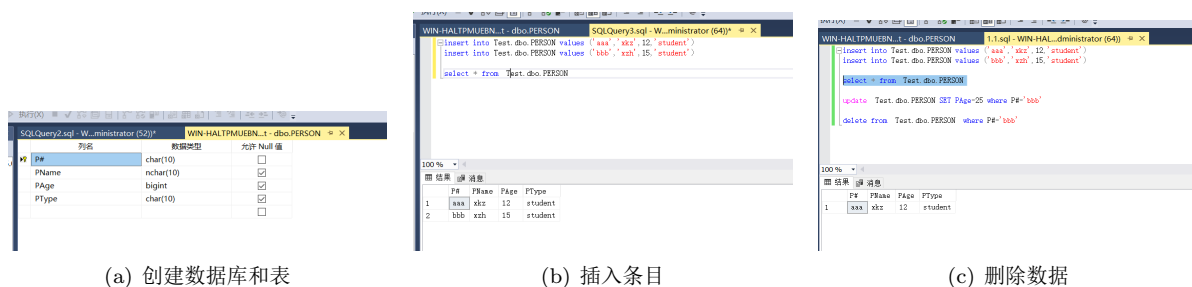 执行(X)
SQLQuery2.sql - W...ministrator (52))*
WIN-HALTPMUEBN...t - dbo.PERSON
列名 数据类型 允许 Null 值
P# char(10)
PName nchar(10)
PAge bigint
PType char(10)
(a) 创建数据库和表
WIN-HALTPMUEBN...t - dbo.PERSON
SQLQuery3.sql - W...ministrator (64))*
insert into Test.dbo.PERSON values ('aaa','xkz',12,'student')
insert into Test.dbo.PERSON values ('bbb','xzh',15,'student')
select * from Test.dbo.PERSON
100 %
结果 消息
P# PName PAge PType
1 aaa xkz 12 student
2 bbb xzh 15 student
(b) 插入条目
WIN-HALTPMUEBN...t - dbo.PERSON
1.1.sql - WIN-HAL...dministrator (64))
insert into Test.dbo.PERSON values ('aaa','xkz',12,'student')
insert into Test.dbo.PERSON values ('bbb','xzh',15,'student')
select * from Test.dbo.PERSON
update Test.dbo.PERSON SET PAge=25 where P#='bbb'
delete from Test.dbo.PERSON where P#='bbb'
100 %
结果 消息
P# PName PAge PType
1 aaa xkz 12 student
(c) 删除数据